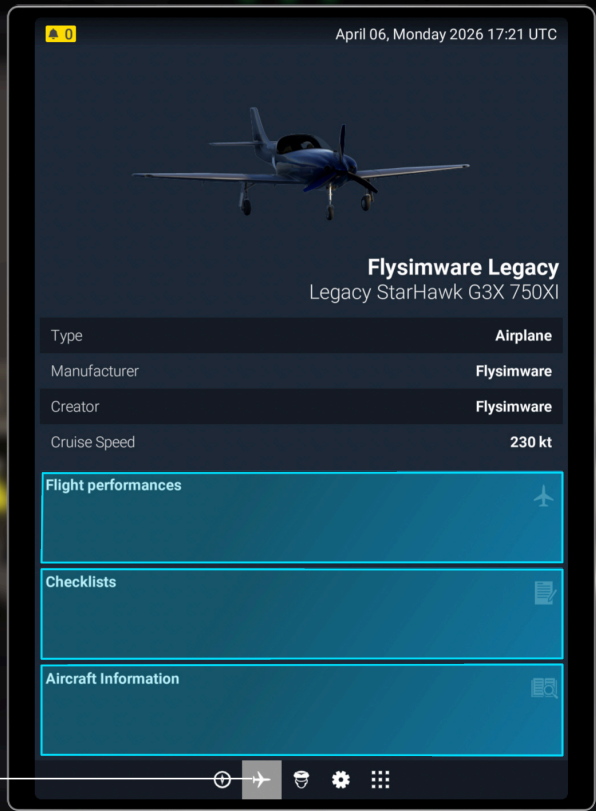 0
April 06, Monday 2026 17:21 UTC
Flysimware Legacy
Legacy StarHawk G3X 750XI
Type Airplane
Manufacturer Flysimware
Creator Flysimware
Cruise Speed 230 kt
Flight performances
Checklists
Aircraft Information